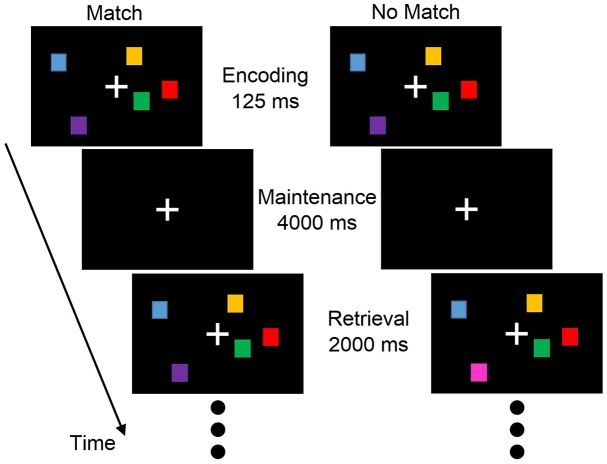 Match
No Match
Encoding
125 ms
Maintenance
4000 ms
Retrieval
2000 ms
Time